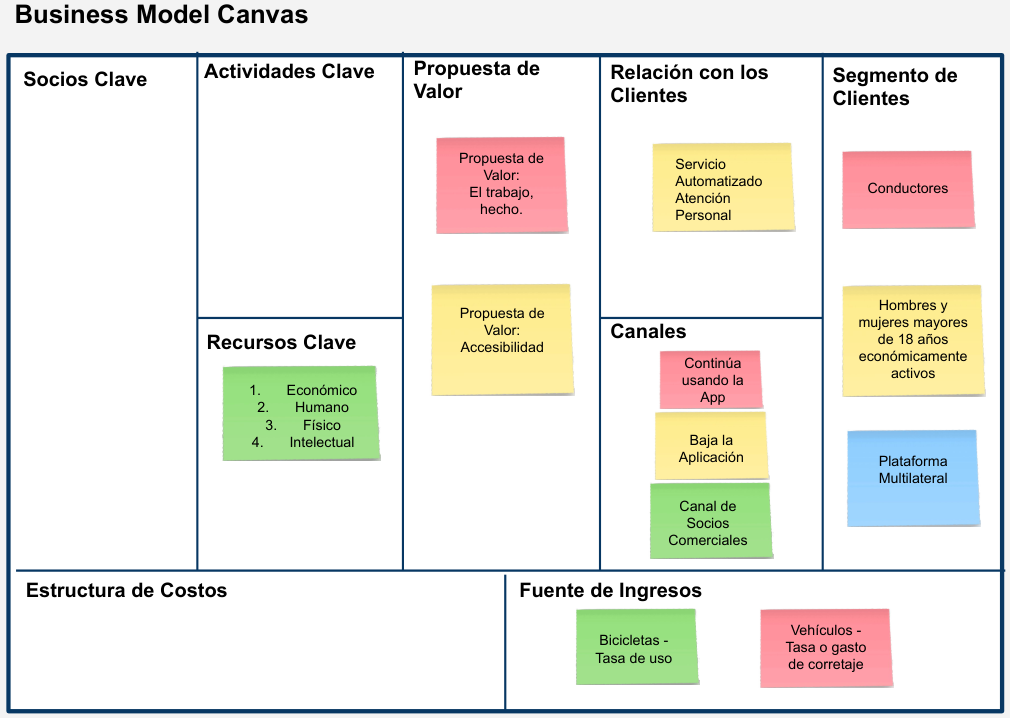 Business Model Canvas
Socios Clave
Actividades Clave
Recursos Clave
1. Económico
2. Humano
3. Físico
4. Intelectual
Propuesta de
Valor
Propuesta de
Valor:
El trabajo,
hecho.
Propuesta de
Valor:
Accesibilidad
Relación con los
Clientes
Servicio
Automatizado
Atención
Personal
Canales
Continúa
usando la
App
Baja la
Aplicación
Canal de
Socios
Comerciales
Segmento de
Clientes
Conductores
Hombres y
mujeres mayores
de 18 años
económicamente
activos
Plataforma
Multilateral
Estructura de Costos
Fuente de Ingresos
Bicicletas -
Tasa de uso
Vehículos -
Tasa o gasto
de corretaje